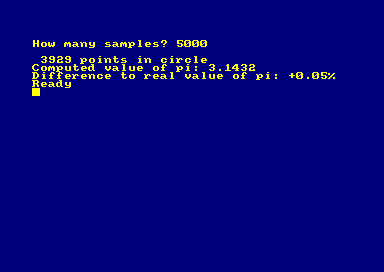 How many samples? 5000
3929 points in circle
Computed value of pi: 3.1432
Difference to real value of pi: +0.05%
Ready